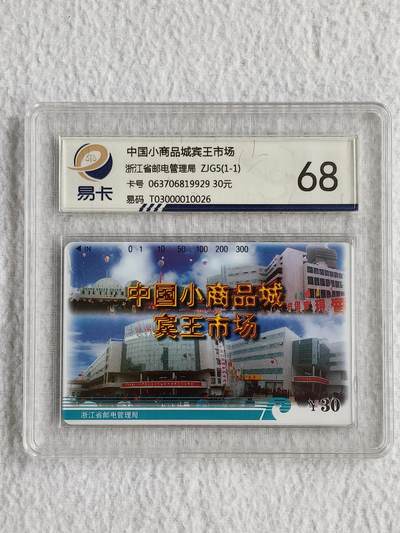 中国小商品城宾王市场
浙江省邮电管理局 ZJG5(1-1)
卡号 063706819929 30元
易码 T03000010026
68
易卡
IN 0 1 10 50 100 200 300
中国小商品城
宾王市场
浙江省邮电管理局
¥30